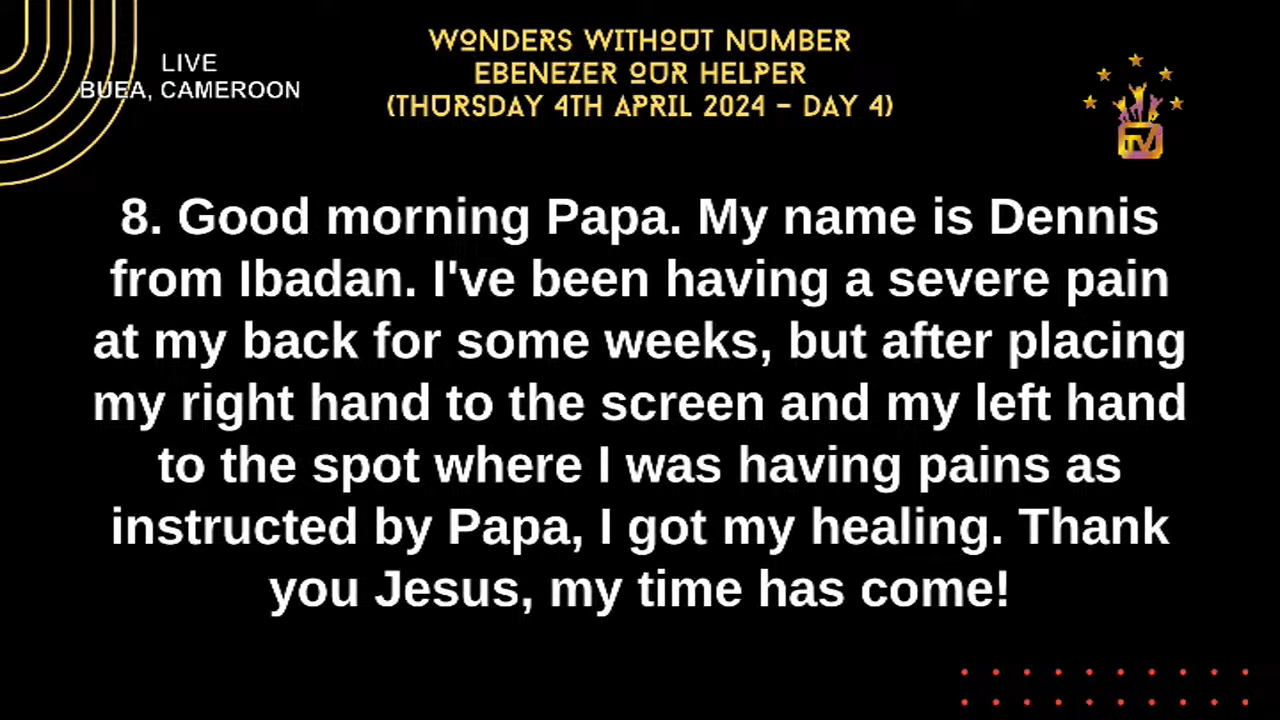 LIVE
BUEA, CAMEROON
WONDERS WITHOUT NUMBER
EBENEZER OUR HELPER
(THURSDAY 4TH APRIL 2024 - DAY 4)
TV
8. Good morning Papa. My name is Dennis
from Ibadan. I've been having a severe pain
at my back for some weeks, but after placing
my right hand to the screen and my left hand
to the spot where I was having pains as
instructed by Papa, I got my healing. Thank
you Jesus, my time has come!